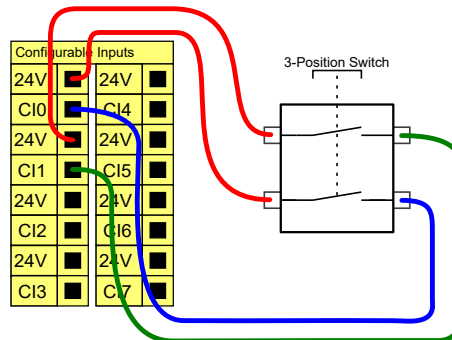 Configurable Inputs
3-Position Switch
24V 24V
CI0 CI4
24V 24V
CI1 CI5
24V 24V
CI2 CI6
24V 24V
CI3 CI7